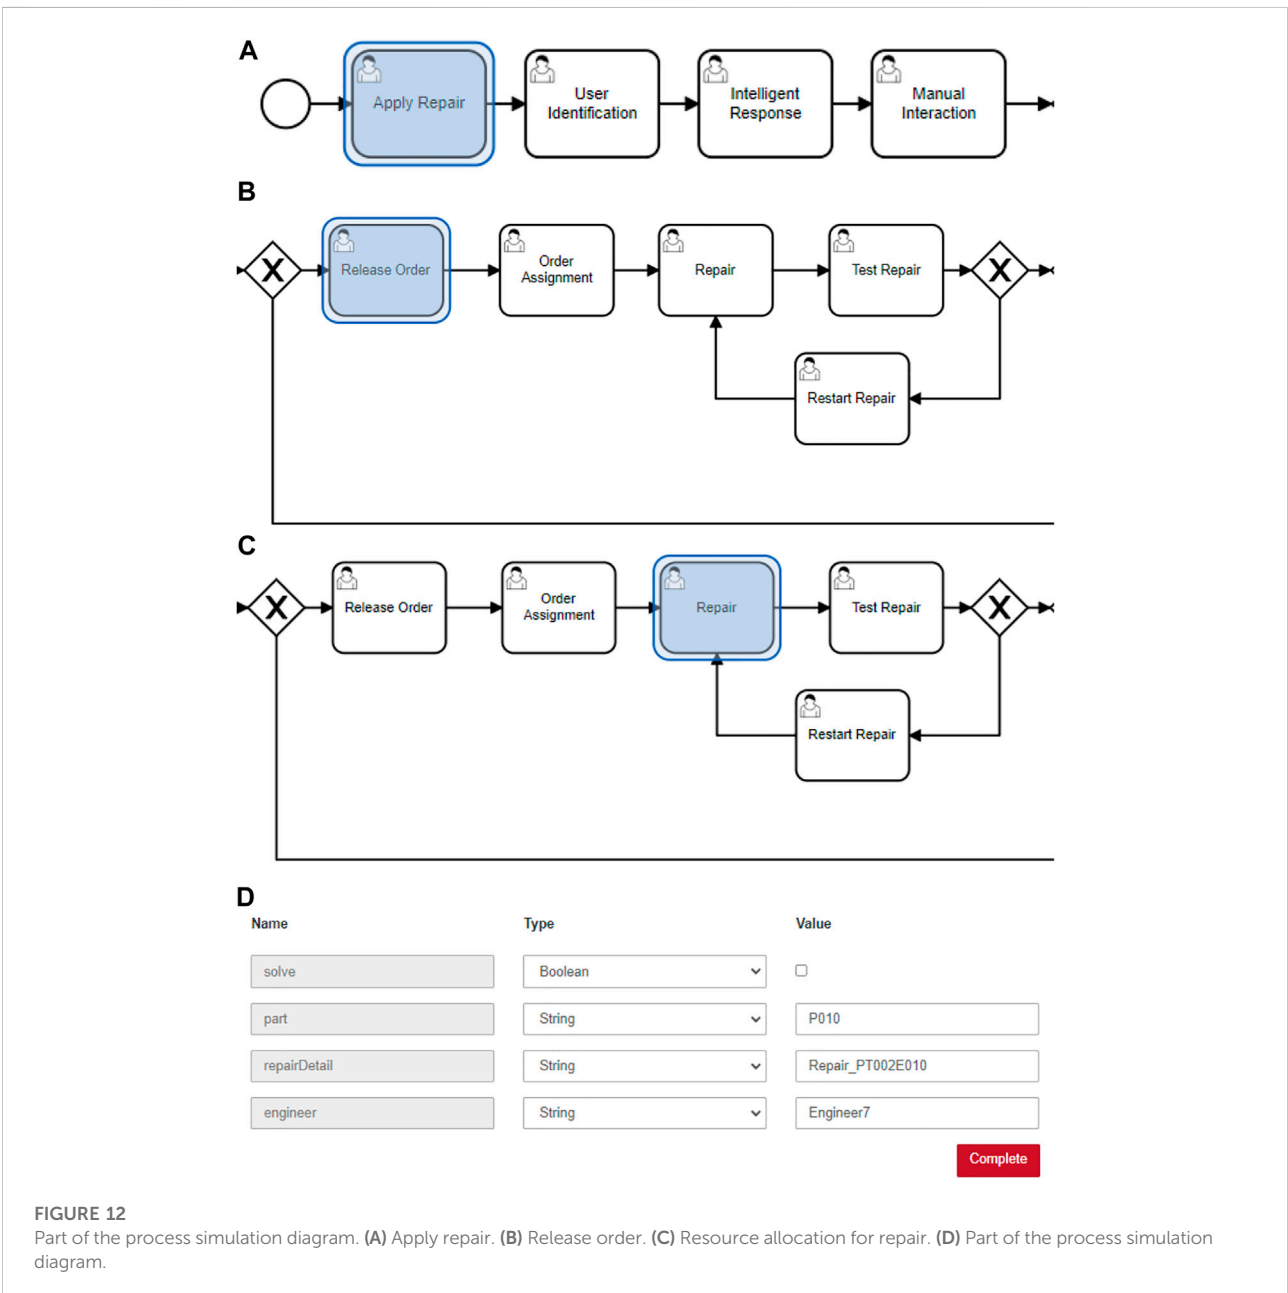 A
Apply Repair
User
Identification
Intelligent
Response
Manual
Interaction
B
X
Release Order
Order
Assignment
Repair
Test Repair
X
Restart Repair
C
X
Release Order
Order
Assignment
Repair
Test Repair
X
Restart Repair
D
Name Type Value
solve Boolean
part String P010
repairDetail String Repair_PT002E010
engineer String Engineer7
Complete
FIGURE 12
Part of the process simulation diagram. (A) Apply repair. (B) Release order. (C) Resource allocation for repair. (D) Part of the process simulation
diagram.